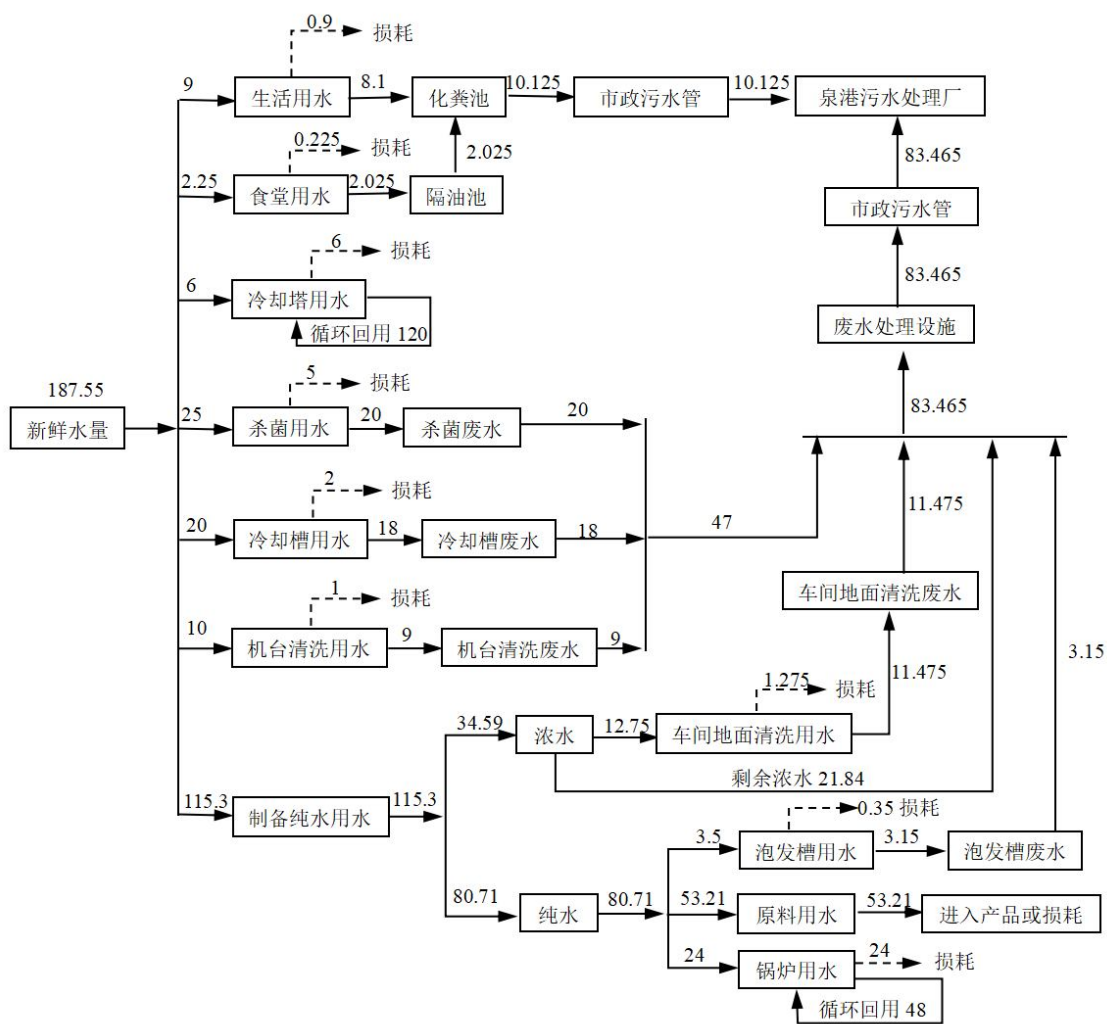 0.9
损耗
9
生活用水
8.1
化粪池
10.125
市政污水管
10.125
泉港污水处理厂
0.225
损耗
2.025
83.465
2.25
食堂用水
2.025
隔油池
市政污水管
6
损耗
83.465
6
冷却塔用水
循环回用 120
废水处理设施
5
损耗
187.55
新鲜水量
25
杀菌用水
20
杀菌废水
20
83.465
2
损耗
11.475
20
冷却槽用水
18
冷却槽废水
18
47
1
损耗
车间地面清洗废水
10
机台清洗用水
9
机台清洗废水
9
3.15
1.275
损耗
11.475
34.59
浓水
12.75
车间地面清洗用水
剩余浓水 21.84
115.3
制备纯水用水
115.3
0.35 损耗
3.5
泡发槽用水
3.15
泡发槽废水
80.71
纯水
80.71
53.21
原料用水
53.21
进入产品或损耗
24
锅炉用水
24
损耗
循环回用 48